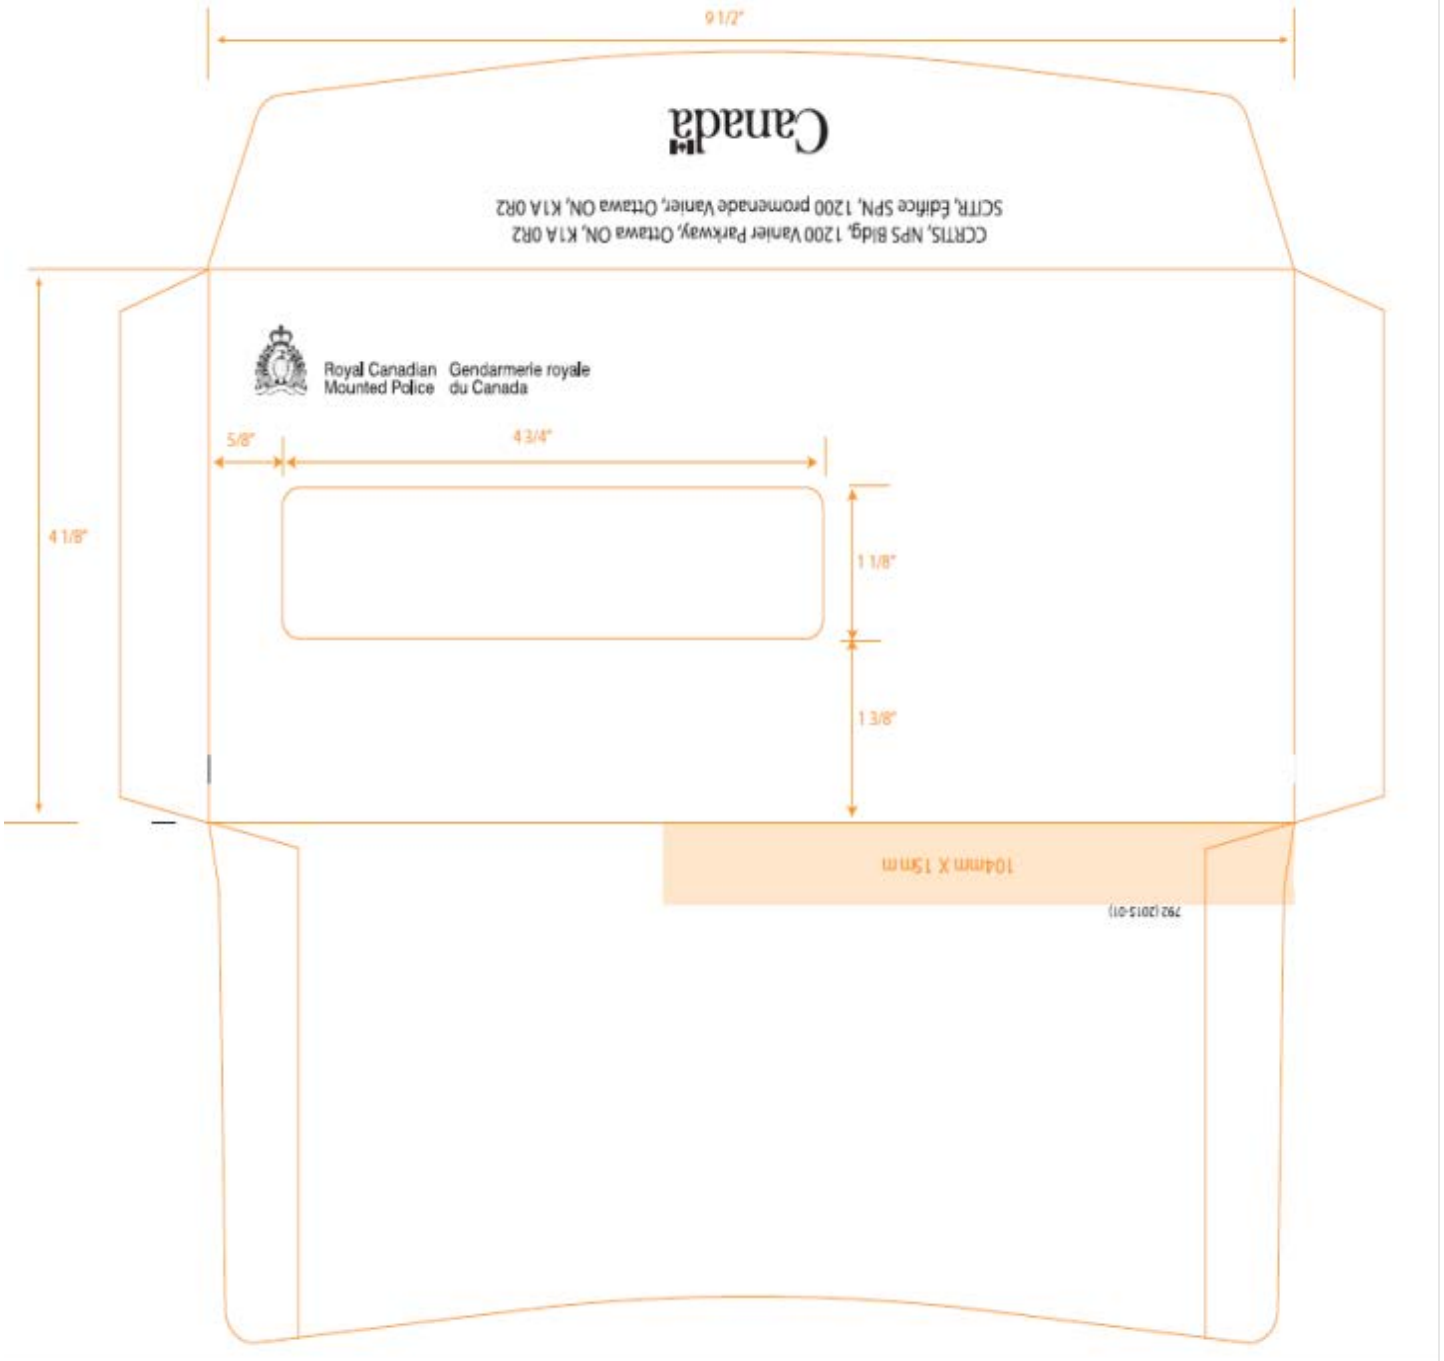 9 1/2"
Canada
SCITR, Édifice SPN, 1200 promenade Vanier, Ottawa ON, K1A 0R2
CCRTIS, NPS Bldg, 1200 Vanier Parkway, Ottawa ON, K1A 0R2
Royal Canadian Gendarmerie royale
Mounted Police du Canada
5/8"
4 3/4"
4 1/8"
1 1/8"
1 3/8"
104mm X 15mm
792 (2015-01)